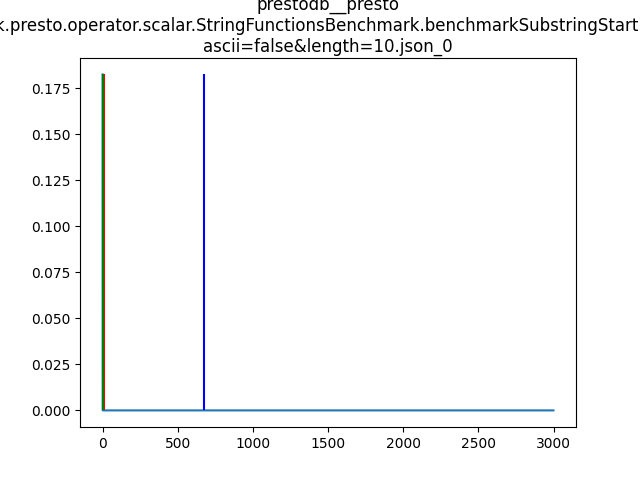 prestodb__presto
k.presto.operator.scalar.StringFunctionsBenchmark.benchmarkSubstringStart
ascii=false&length=10.json_0
0.175
0.150
0.125
0.100
0.075
0.050
0.025
0.000
0 500 1000 1500 2000 2500 3000